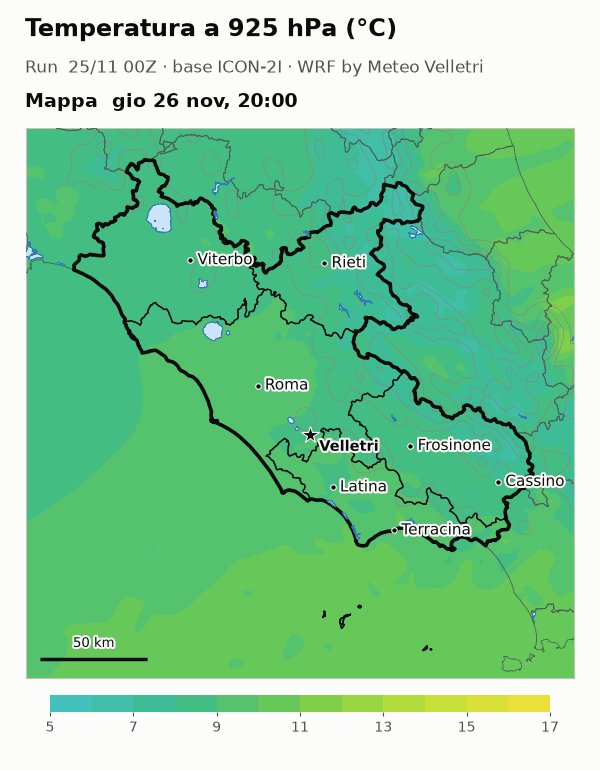 Temperatura a 925 hPa (°C)
Run  25/11 00Z · base ICON-2I · WRF by Meteo Velletri
Mappa  gio 26 nov, 20:00
Viterbo
Rieti
Roma
Velletri
Frosinone
Cassino
Latina
Terracina
50 km
5 7 9 11 13 15 17